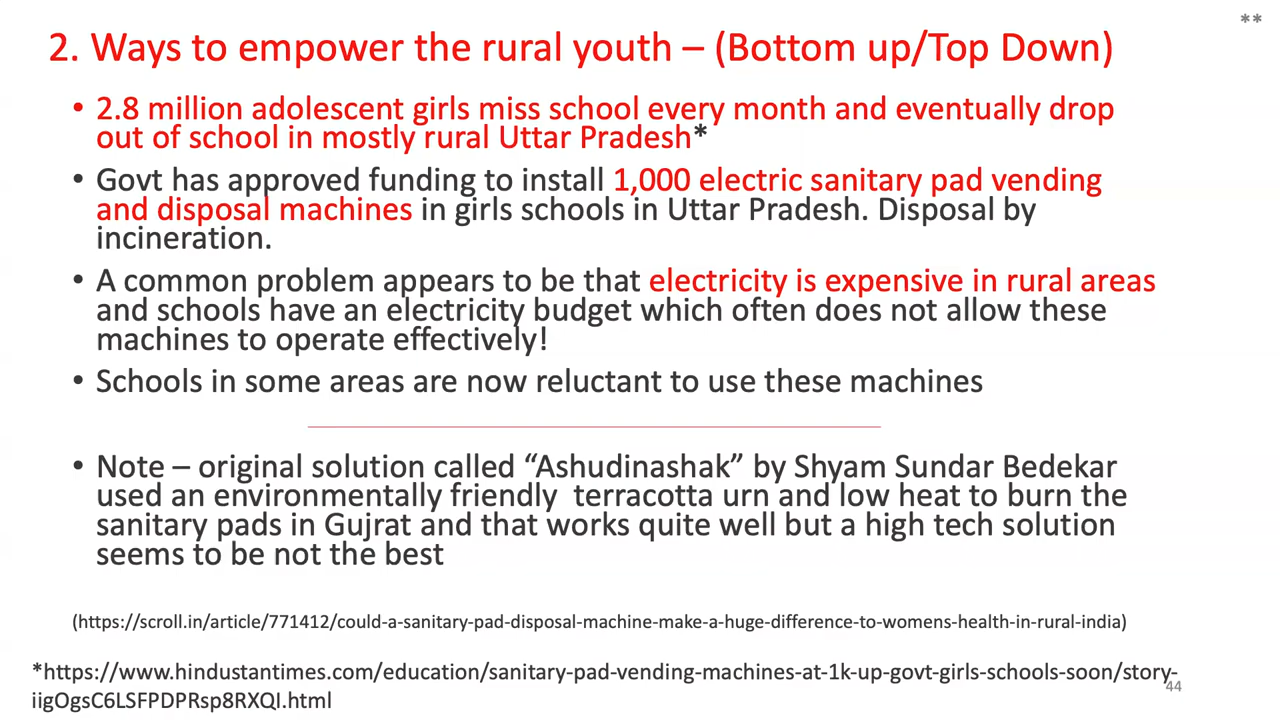 **
2. Ways to empower the rural youth – (Bottom up/Top Down)
• 2.8 million adolescent girls miss school every month and eventually drop
out of school in mostly rural Uttar Pradesh*
• Govt has approved funding to install 1,000 electric sanitary pad vending
and disposal machines in girls schools in Uttar Pradesh. Disposal by
incineration.
• A common problem appears to be that electricity is expensive in rural areas
and schools have an electricity budget which often does not allow these
machines to operate effectively!
• Schools in some areas are now reluctant to use these machines
• Note – original solution called “Ashudinashak” by Shyam Sundar Bedekar
used an environmentally friendly  terracotta urn and low heat to burn the
sanitary pads in Gujrat and that works quite well but a high tech solution
seems to be not the best
(https://scroll.in/article/771412/could-a-sanitary-pad-disposal-machine-make-a-huge-difference-to-womens-health-in-rural-india)
*https://www.hindustantimes.com/education/sanitary-pad-vending-machines-at-1k-up-govt-girls-schools-soon/story-
iigOgsC6LSFPDPRsp8RXQI.html
44